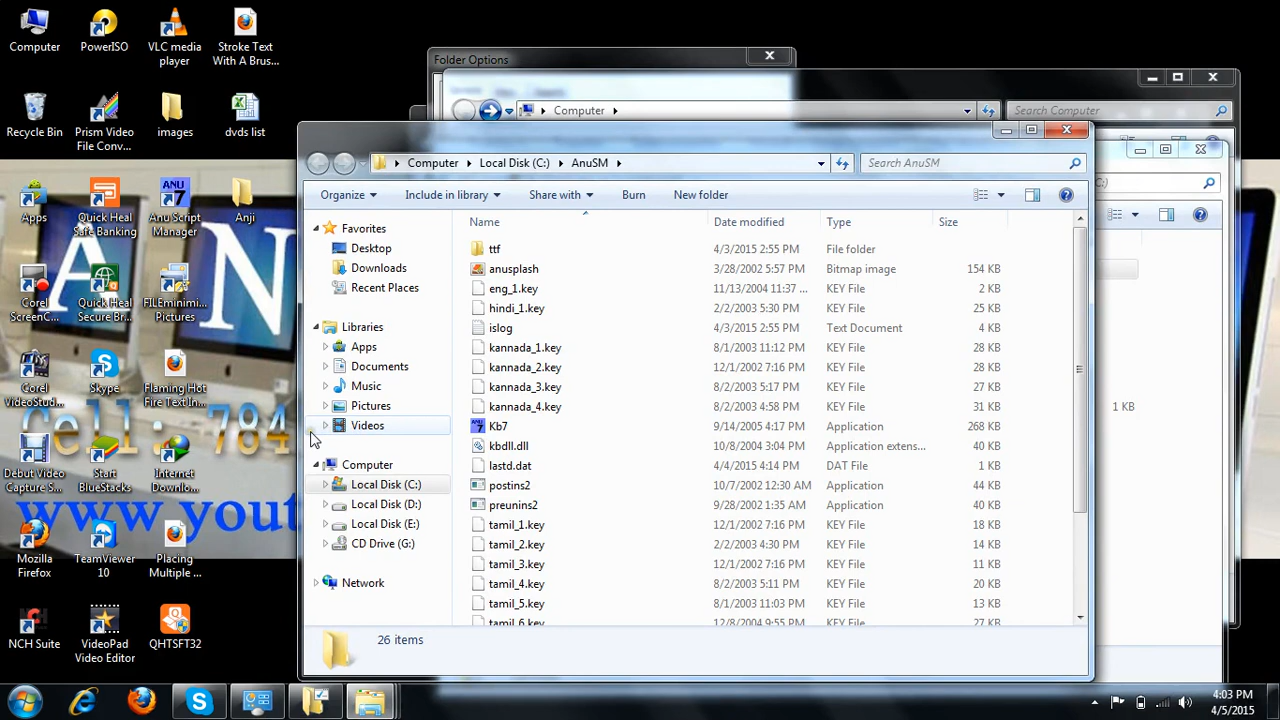 Computer
PowerISO
VLC media
player
Stroke Text
With A Brus...
Recycle Bin
Prism Video
File Conv...
images
dvds list
Apps
Quick Heal
Safe Banking
Anu Script
Manager
Anji
Corel
ScreenC...
Quick Heal
Secure Br...
FILEminimi...
Pictures
Corel
VideoStud...
Skype
Flaming Hot
Fire Text In...
Cell: 784
Debut Video
Capture S...
Start
BlueStacks
Internet
Downlo...
www.yout
Mozilla
Firefox
TeamViewer
10
Placing
Multiple ...
NCH Suite
VideoPad
Video Editor
QHTSFT32
A N
Folder Options
Computer
Search Computer
:)
1 KB
Computer Local Disk (C:) AnuSM
Search AnuSM
Organize Include in library Share with Burn New folder
Favorites
Desktop
Downloads
Recent Places
Libraries
Apps
Documents
Music
Pictures
Videos
Computer
Local Disk (C:)
Local Disk (D:)
Local Disk (E:)
CD Drive (G:)
Network
Name Date modified Type Size
ttf 4/3/2015 2:55 PM File folder
anusplash 3/28/2002 5:57 PM Bitmap image 154 KB
eng_1.key 11/13/2004 11:37 ... KEY File 2 KB
hindi_1.key 2/2/2003 5:30 PM KEY File 25 KB
islog 4/3/2015 2:55 PM Text Document 4 KB
kannada_1.key 8/1/2003 11:12 PM KEY File 28 KB
kannada_2.key 12/1/2002 7:16 PM KEY File 28 KB
kannada_3.key 8/2/2003 5:17 PM KEY File 27 KB
kannada_4.key 8/2/2003 4:58 PM KEY File 31 KB
Kb7 9/14/2005 4:17 PM Application 268 KB
kbdll.dll 10/8/2004 3:04 PM Application extens... 40 KB
lastd.dat 4/4/2015 4:14 PM DAT File 1 KB
postins2 10/7/2002 12:30 AM Application 44 KB
preunins2 9/28/2002 1:35 AM Application 40 KB
tamil_1.key 12/1/2002 7:16 PM KEY File 18 KB
tamil_2.key 2/2/2003 4:30 PM KEY File 14 KB
tamil_3.key 12/1/2002 7:16 PM KEY File 11 KB
tamil_4.key 8/2/2003 5:11 PM KEY File 20 KB
tamil_5.key 8/1/2003 11:03 PM KEY File 13 KB
tamil_6.key 12/8/2004 9:55 PM KEY File 27 KB
26 items
4:03 PM
4/5/2015